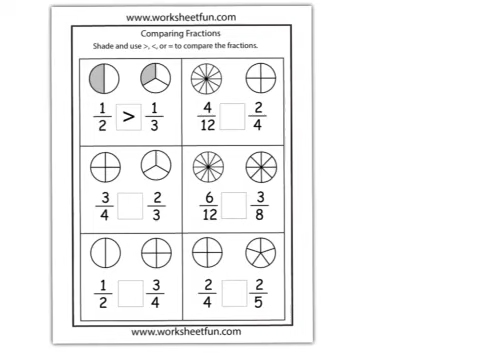 www.worksheetfun.com
Comparing Fractions
Shade and use >, <, or = to compare the fractions.
1/2 > 1/3
4/12 2/4
3/4 2/3
6/12 3/8
1/2 3/4
2/4 2/5
www.worksheetfun.com